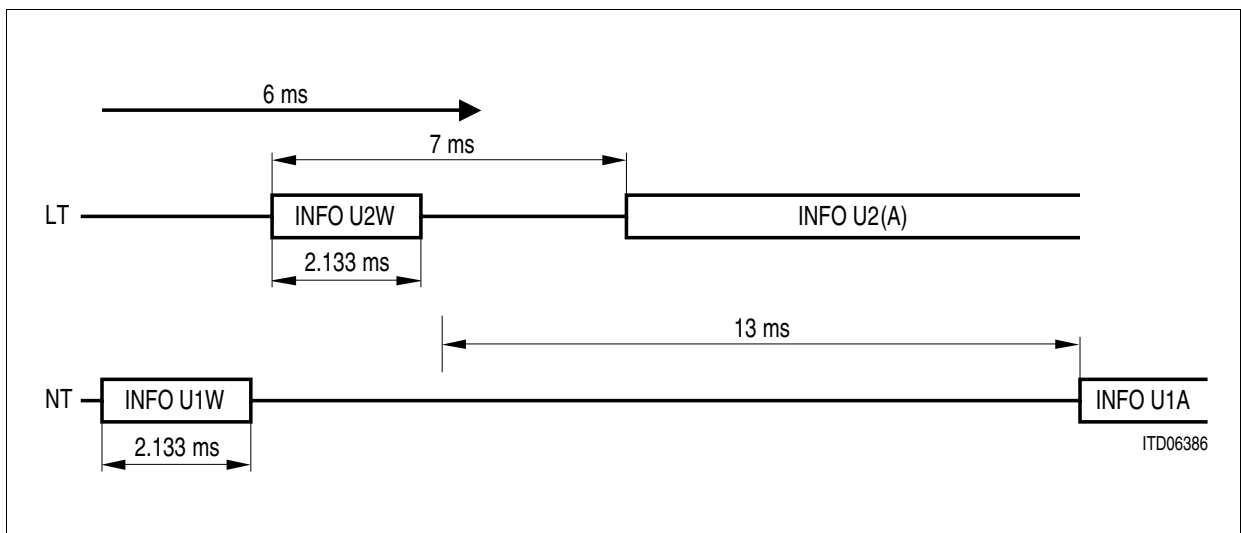 6 ms
7 ms
LT
INFO U2W
INFO U2(A)
2.133 ms
13 ms
NT
INFO U1W
INFO U1A
2.133 ms
ITD06386